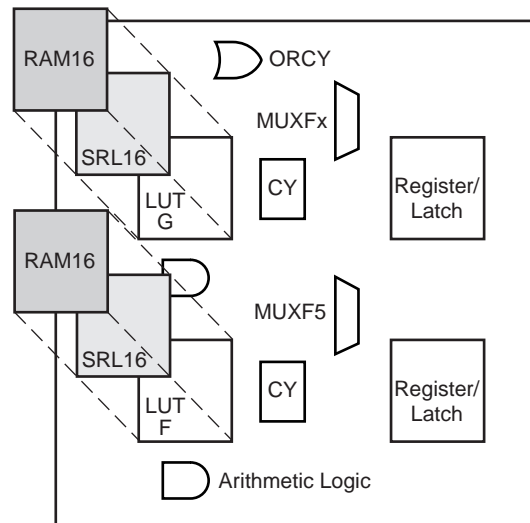 RAM16
ORCY
MUXFx
SRL16
LUT
G
CY
Register/
Latch
RAM16
MUXF5
SRL16
LUT
F
CY
Register/
Latch
Arithmetic Logic